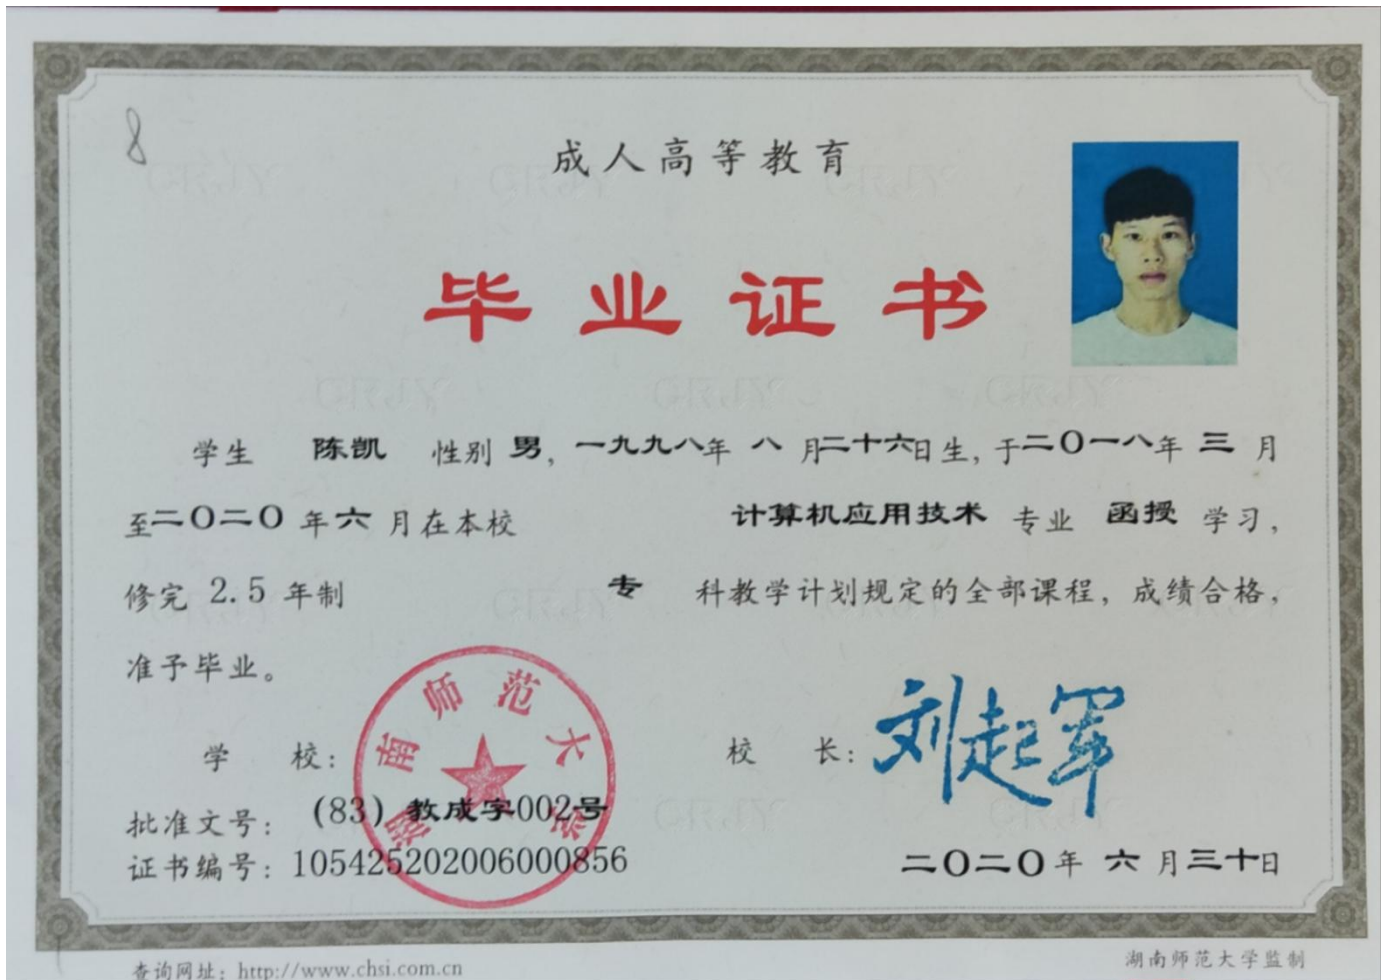 8
成人高等教育
毕业证书
学生 陈凯 性别 男，一九九八年 八 月二十六日生，于二〇一八年 三 月
至二〇二〇 年 六 月在本校 计算机应用技术 专业 函授 学习，
修完 2.5 年制 专 科教学计划规定的全部课程，成绩合格，
准予毕业。
湖南师范大学
学 校： 校 长：刘起军
批准文号：（83）教成字002号
证书编号：105425202006000856 二〇二〇年 六 月三十日
查询网址：http://www.chsi.com.cn 湖南师范大学监制